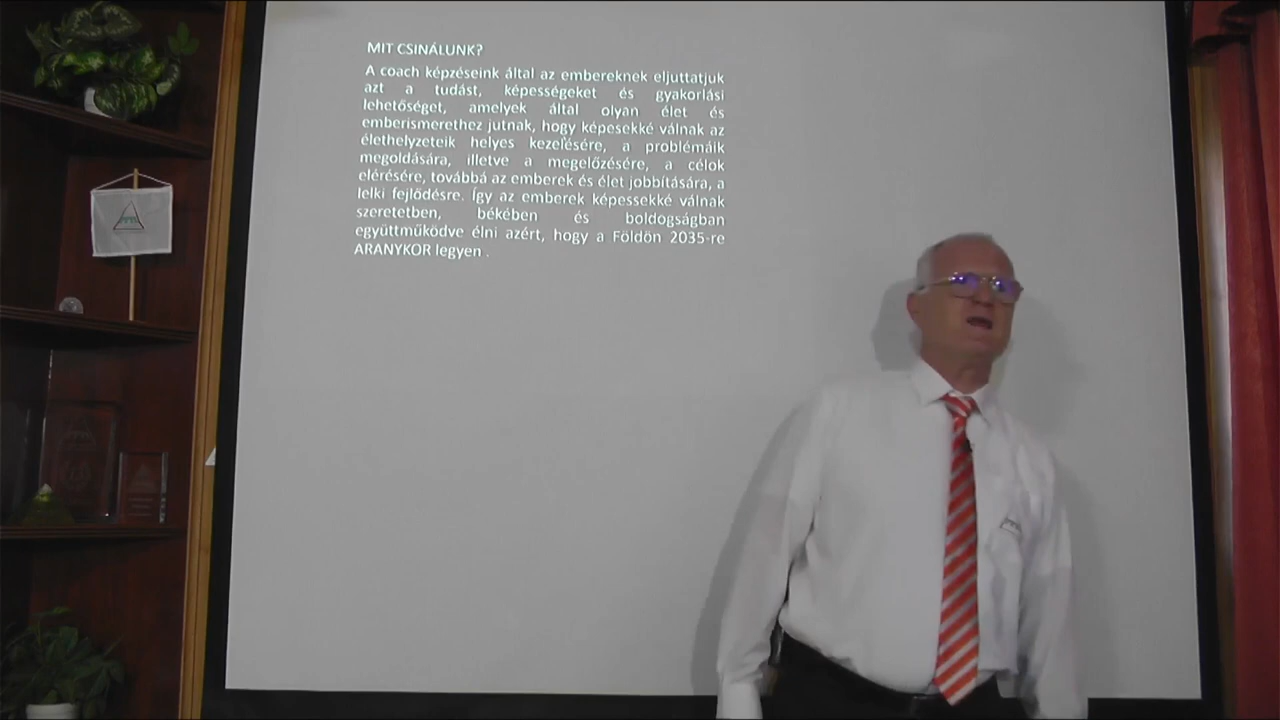 MIT CSINÁLUNK?
A coach képzéseink által az embereknek eljuttatjuk
azt a tudást, képességeket és gyakorlási
lehetőséget, amelyek által olyan élet és
emberismerethez jutnak, hogy képesekké válnak az
élethelyzeteik helyes kezelésére, a problémáik
megoldására, illetve a megelőzésére, a célok
elérésére, továbbá az emberek és élet jobbítására, a
lelki fejlődésre. Így az emberek képessekké válnak
szeretetben, békében és boldogságban
együttműködve élni azért, hogy a Földön 2035-re
ARANYKOR legyen .